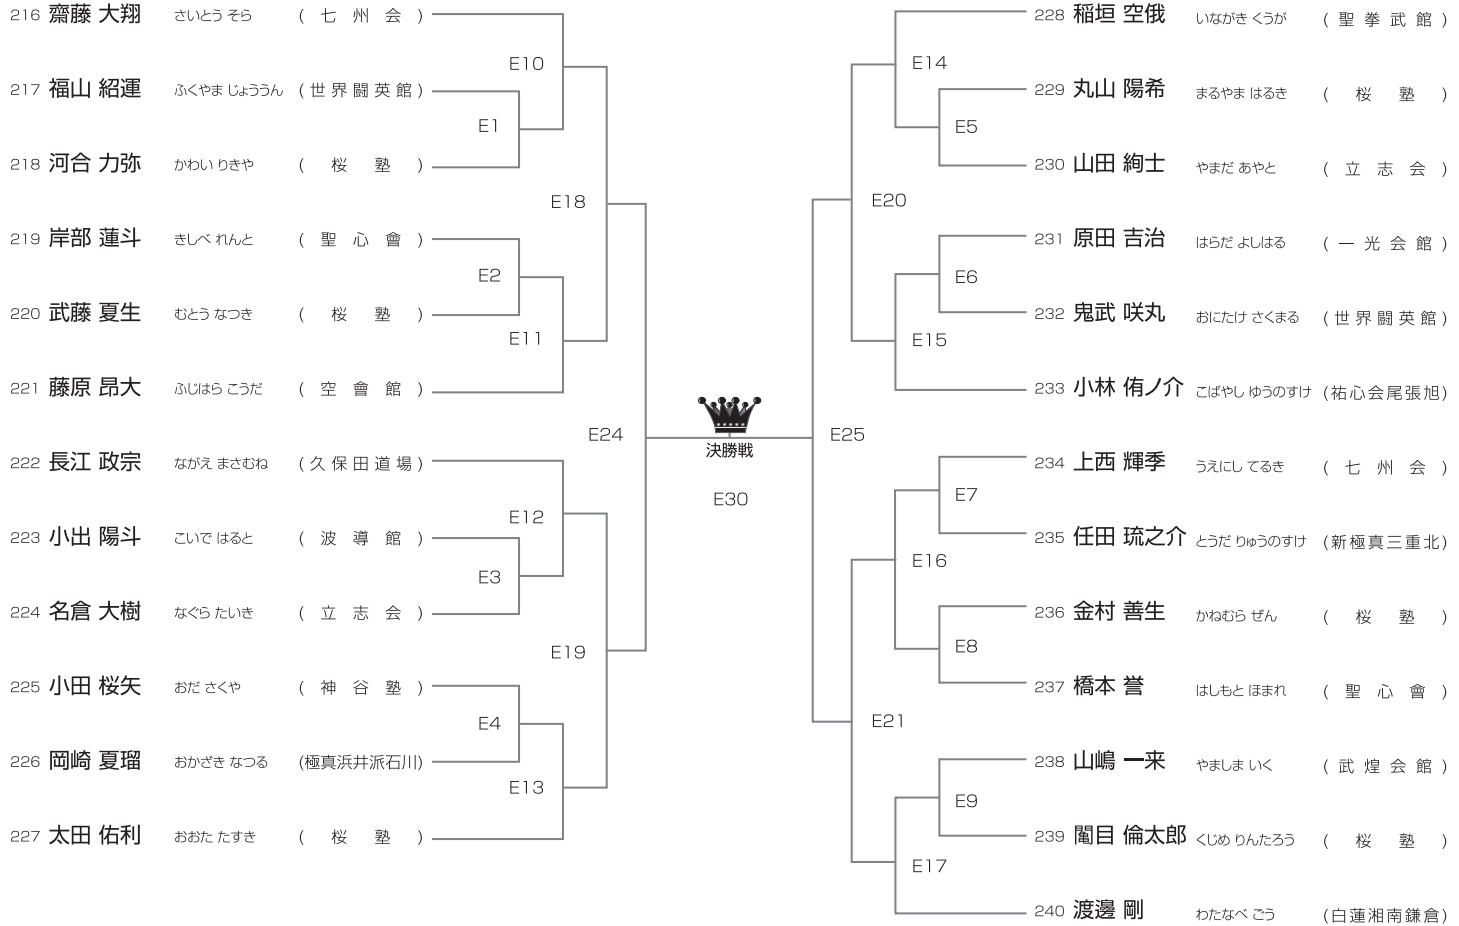 216 齋藤 大翔 さいとう そら ( 七 州 会 )
217 福山 紹運 ふくやま じょううん ( 世 界 闘 英 館 )
218 河合 力弥 かわい りきや ( 桜 塾 )
219 岸部 蓮斗 きしべ れんと ( 聖 心 會 )
220 武藤 夏生 むとう なつき ( 桜 塾 )
221 藤原 昂大 ふじはら こうだ ( 空 會 館 )
222 長江 政宗 ながえ まさむね ( 久 保 田 道 場 )
223 小出 陽斗 こいで はると ( 波 導 館 )
224 名倉 大樹 なぐら たいき ( 立 志 会 )
225 小田 桜矢 おだ さくや ( 神 谷 塾 )
226 岡崎 夏瑠 おかざき なつる (極真浜井派石川)
227 太田 佑利 おおた たすき ( 桜 塾 )
E10
E1
E18
E2
E11
E24
E12
E3
E19
E4
E13
決勝戦
E30
E25
E14
E5
E20
E6
E15
E7
E16
E8
E21
E9
E17
228 稲垣 空俄 いながき くうが ( 聖 拳 武 館 )
229 丸山 陽希 まるやま はるき ( 桜 塾 )
230 山田 絢士 やまだ あやと ( 立 志 会 )
231 原田 吉治 はらだ よしはる ( 一 光 会 館 )
232 鬼武 咲丸 おにたけ さくまる ( 世 界 闘 英 館 )
233 小林 侑ノ介 こばやし ゆうのすけ (祐心会尾張旭)
234 上西 輝季 うえにし てるき ( 七 州 会 )
235 任田 琉之介 とうだ りゅうのすけ (新極真三重北)
236 金村 善生 かねむら ぜん ( 桜 塾 )
237 橋本 誉 はしもと ほまれ ( 聖 心 會 )
238 山嶋 一来 やましま いく ( 武 煌 会 館 )
239 目 倫太郎 くじめ りんたろう ( 桜 塾 )
240 渡邊 剛 わたなべ ごう (白蓮湘南鎌倉)